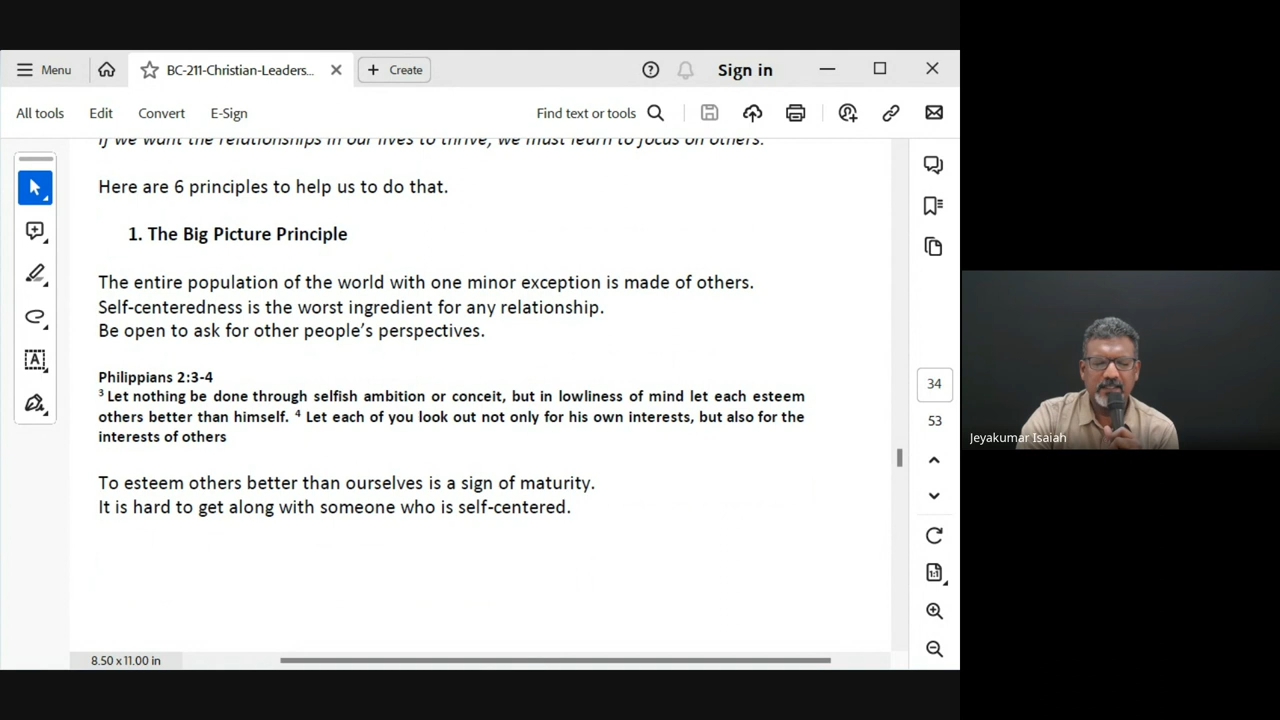 Menu
BC-211-Christian-Leaders...
Create
Sign in
All tools
Edit
Convert
E-Sign
Find text or tools
If we want the relationships in our lives to thrive, we must learn to focus on others.
Here are 6 principles to help us to do that.
1. The Big Picture Principle
The entire population of the world with one minor exception is made of others.
Self-centeredness is the worst ingredient for any relationship.
Be open to ask for other people’s perspectives.
Philippians 2:3-4
³ Let nothing be done through selfish ambition or conceit, but in lowliness of mind let each esteem
others better than himself. ⁴ Let each of you look out not only for his own interests, but also for the
interests of others
To esteem others better than ourselves is a sign of maturity.
It is hard to get along with someone who is self-centered.
34
53
1:1
8.50 x 11.00 in
Jeyakumar Isaiah